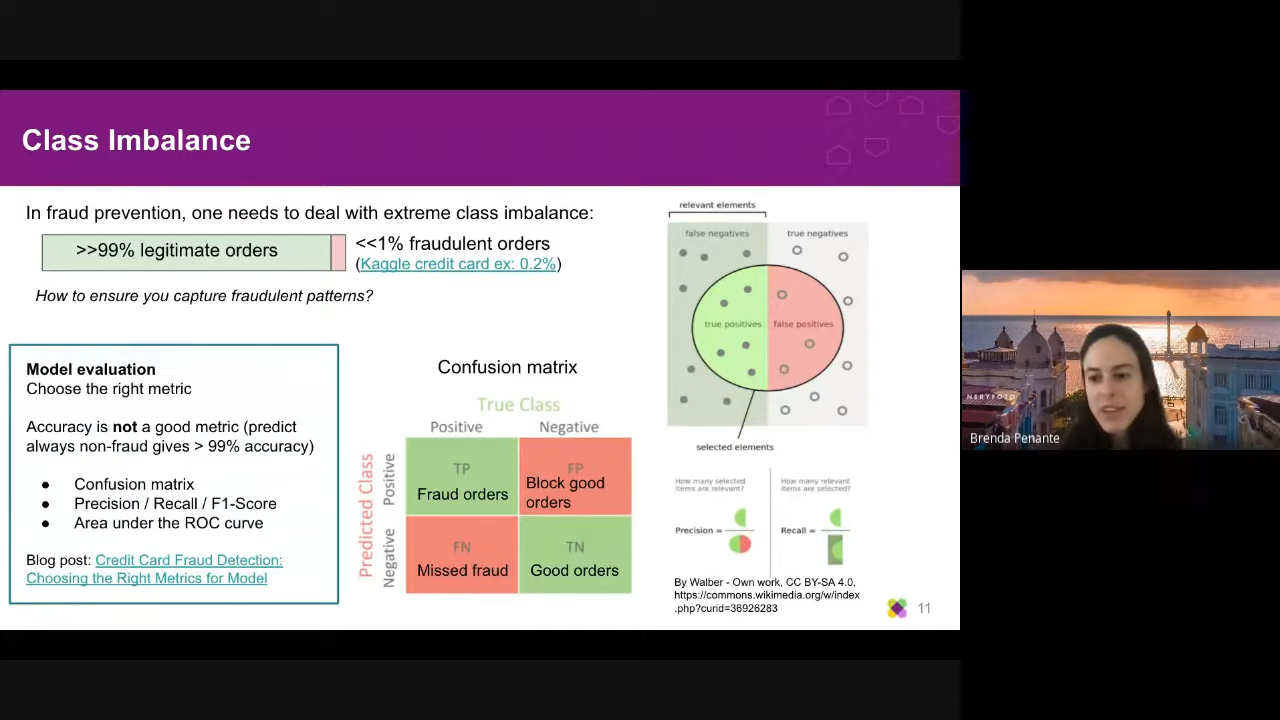 Class Imbalance
In fraud prevention, one needs to deal with extreme class imbalance:
>>99% legitimate orders
<<1% fraudulent orders
(Kaggle credit card ex: 0.2%)
How to ensure you capture fraudulent patterns?
Model evaluation
Choose the right metric
Accuracy is not a good metric (predict
always non-fraud gives > 99% accuracy)
● Confusion matrix
● Precision / Recall / F1-Score
● Area under the ROC curve
Blog post: Credit Card Fraud Detection:
Choosing the Right Metrics for Model
Confusion matrix
True Class
Positive
Negative
Predicted Class
Positive
Negative
TP
Fraud orders
FP
Block good
orders
FN
Missed fraud
TN
Good orders
relevant elements
false negatives
true negatives
true positives
false positives
selected elements
How many selected
items are relevant?
Precision =
How many relevant
items are selected?
Recall =
By Walber - Own work, CC BY-SA 4.0,
https://commons.wikimedia.org/w/index
.php?curid=36926283
11
NERYFOTO
Brenda Penante